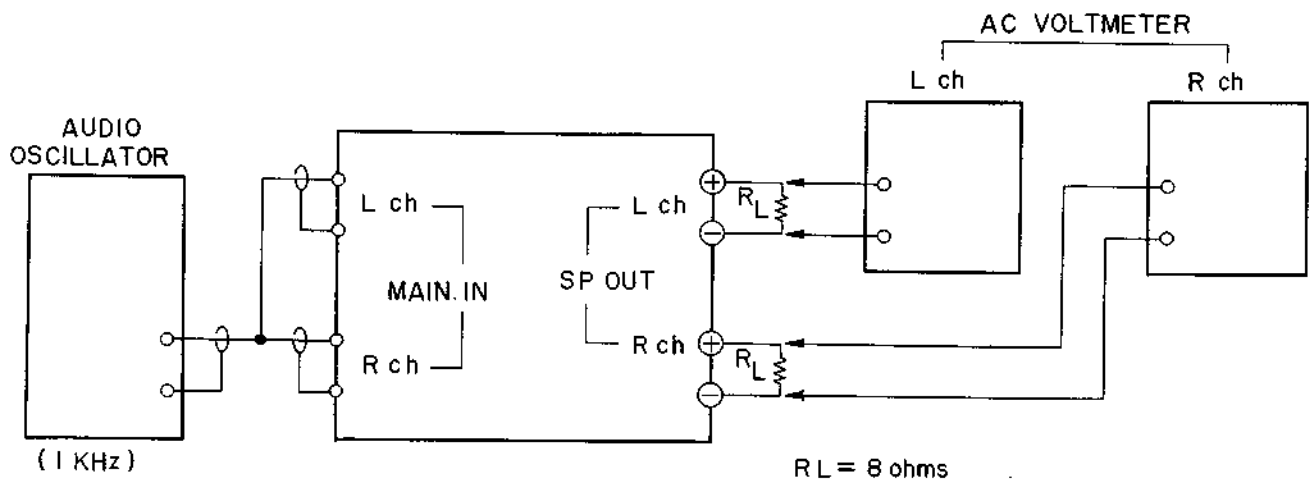 AC VOLTMETER
L ch
R ch
AUDIO
OSCILLATOR
L ch
MAIN. IN
R ch
L ch
SP OUT
R ch
+
−
+
−
RL
RL
(1 KHz)
RL = 8 ohms